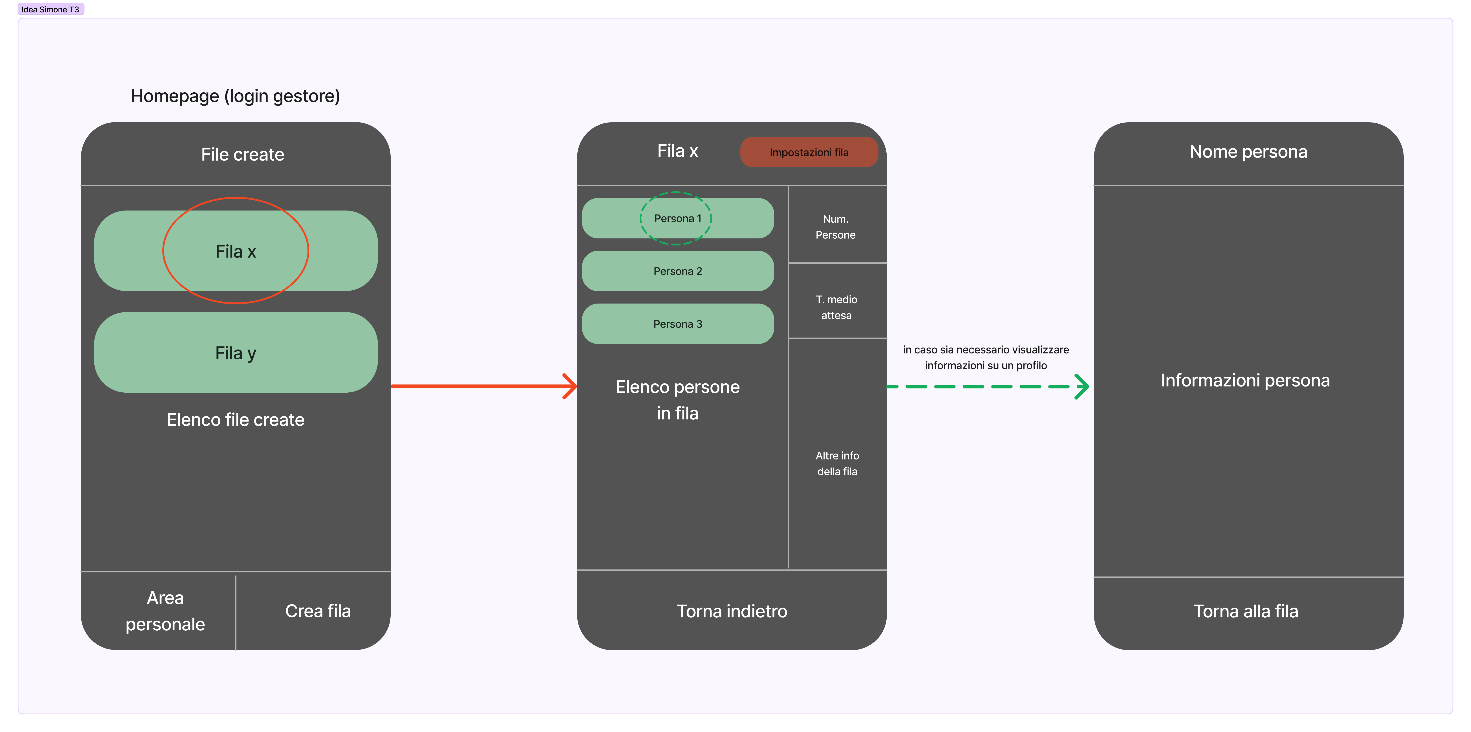 Idea Simone T3
Homepage (login gestore)
File create
Fila x
Fila y
Elenco file create
Area
personale
Crea fila
Fila x
Impostazioni fila
Persona 1
Persona 2
Persona 3
Elenco persone
in fila
Num.
Persone
T. medio
attesa
Altre info
della fila
Torna indietro
in caso sia necessario visualizzare
informazioni su un profilo
Nome persona
Informazioni persona
Torna alla fila